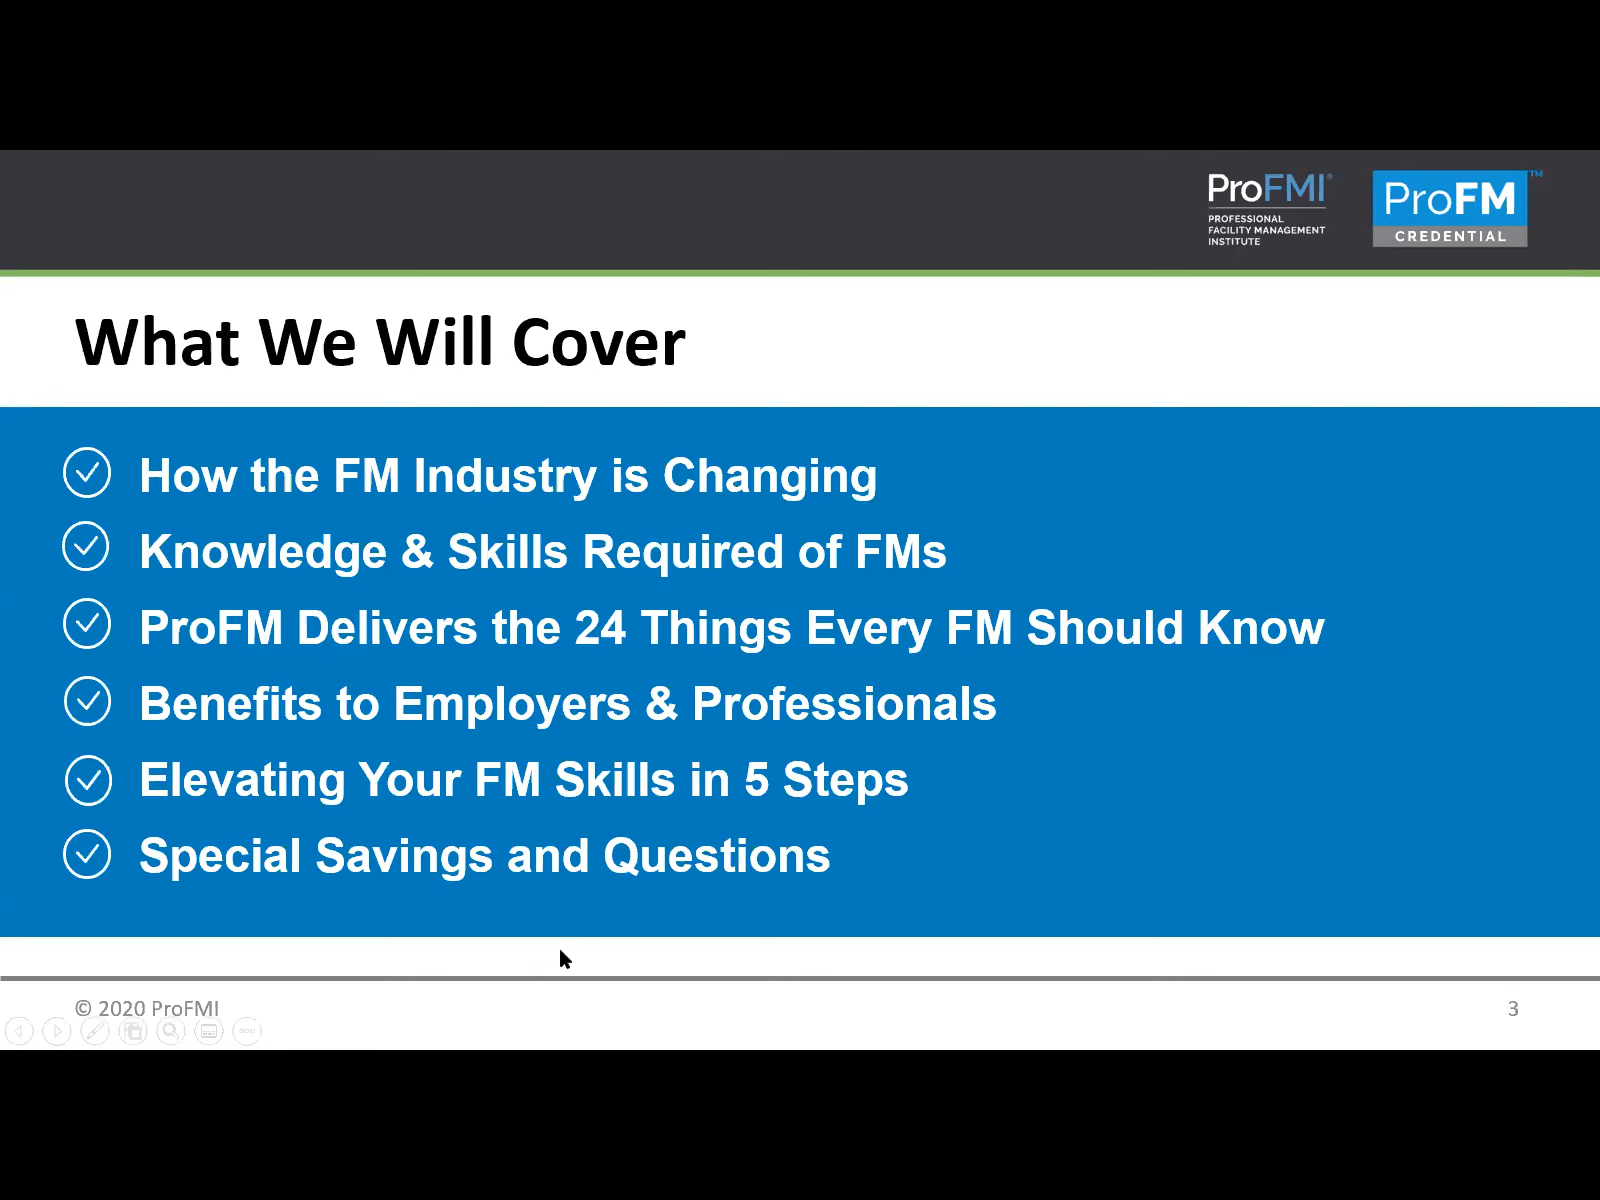 ProFMI®
PROFESSIONAL
FACILITY MANAGEMENT
INSTITUTE
ProFM™
CREDENTIAL
What We Will Cover
How the FM Industry is Changing
Knowledge & Skills Required of FMs
ProFM Delivers the 24 Things Every FM Should Know
Benefits to Employers & Professionals
Elevating Your FM Skills in 5 Steps
Special Savings and Questions
© 2020 ProFMI
3